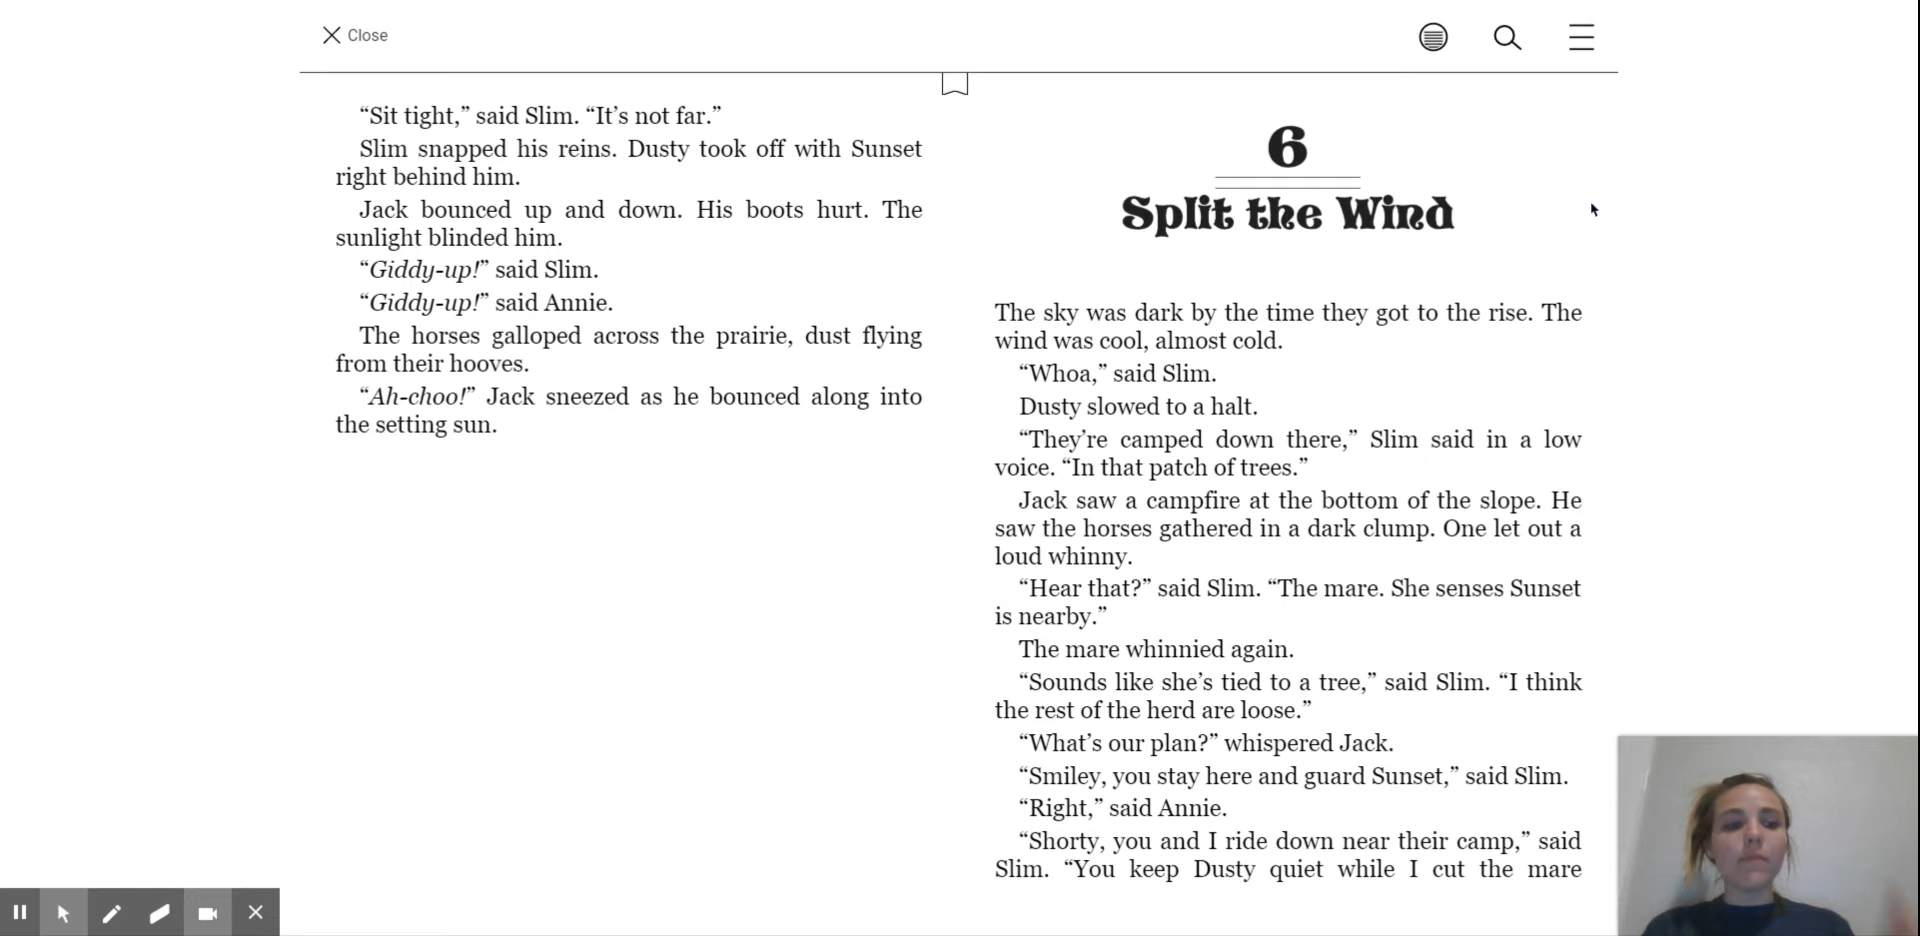 Close
“Sit tight,” said Slim. “It’s not far.”
Slim snapped his reins. Dusty took off with Sunset
right behind him.
Jack bounced up and down. His boots hurt. The
sunlight blinded him.
“Giddy-up!” said Slim.
“Giddy-up!” said Annie.
The horses galloped across the prairie, dust flying
from their hooves.
“Ah-choo!” Jack sneezed as he bounced along into
the setting sun.
6
Split the Wind
The sky was dark by the time they got to the rise. The
wind was cool, almost cold.
“Whoa,” said Slim.
Dusty slowed to a halt.
“They’re camped down there,” Slim said in a low
voice. “In that patch of trees.”
Jack saw a campfire at the bottom of the slope. He
saw the horses gathered in a dark clump. One let out a
loud whinny.
“Hear that?” said Slim. “The mare. She senses Sunset
is nearby.”
The mare whinnied again.
“Sounds like she’s tied to a tree,” said Slim. “I think
the rest of the herd are loose.”
“What’s our plan?” whispered Jack.
“Smiley, you stay here and guard Sunset,” said Slim.
“Right,” said Annie.
“Shorty, you and I ride down near their camp,” said
Slim. “You keep Dusty quiet while I cut the mare